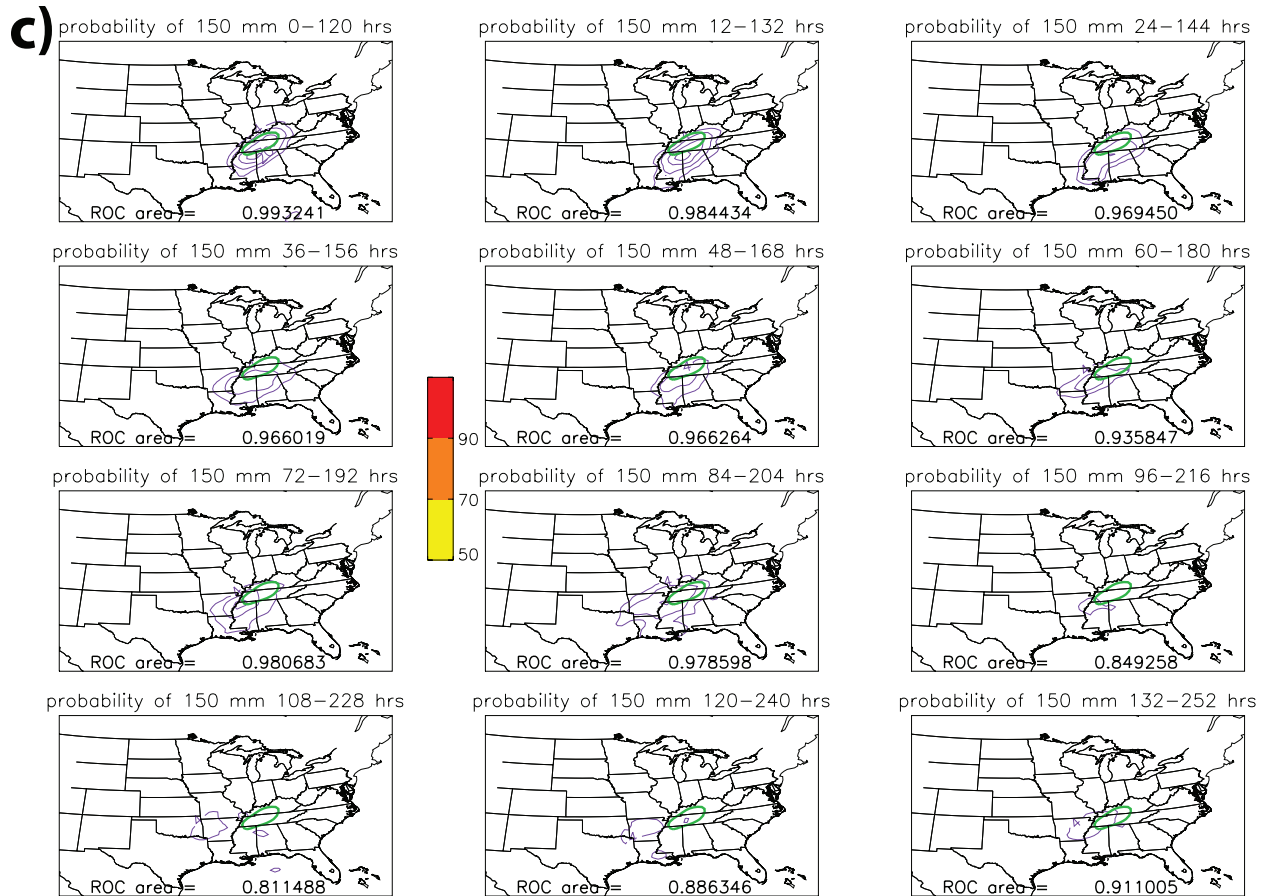 c)
probability of 150 mm 0−120 hrs
probability of 150 mm 12−132 hrs
probability of 150 mm 24−144 hrs
ROC area = 0.993241
ROC area = 0.984434
ROC area = 0.969450
probability of 150 mm 36−156 hrs
probability of 150 mm 48−168 hrs
probability of 150 mm 60−180 hrs
ROC area = 0.966019
ROC area = 0.966264
ROC area = 0.935847
90
70
50
probability of 150 mm 72−192 hrs
probability of 150 mm 84−204 hrs
probability of 150 mm 96−216 hrs
ROC area = 0.980683
ROC area = 0.978598
ROC area = 0.849258
probability of 150 mm 108−228 hrs
probability of 150 mm 120−240 hrs
probability of 150 mm 132−252 hrs
ROC area = 0.811488
ROC area = 0.886346
ROC area = 0.911005